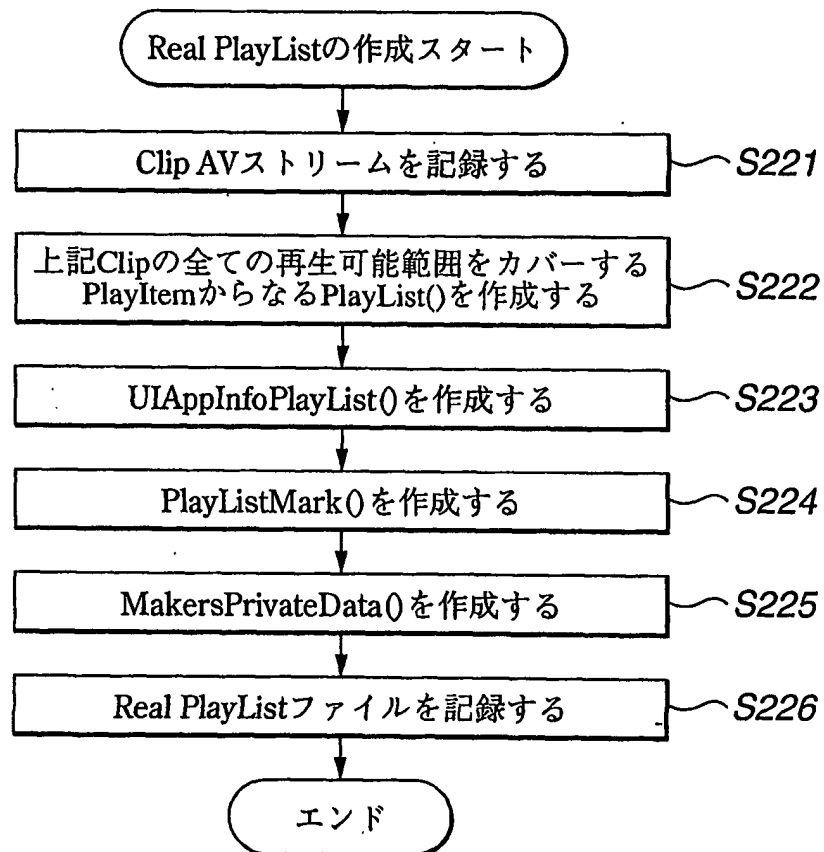 Real PlayListの作成スタート
Clip AVストリームを記録する
S221
上記Clipの全ての再生可能範囲をカバーする
PlayItemからなるPlayList()を作成する
S222
UIAppInfoPlayList()を作成する
S223
PlayListMark()を作成する
S224
MakersPrivateData()を作成する
S225
Real PlayListファイルを記録する
S226
エンド